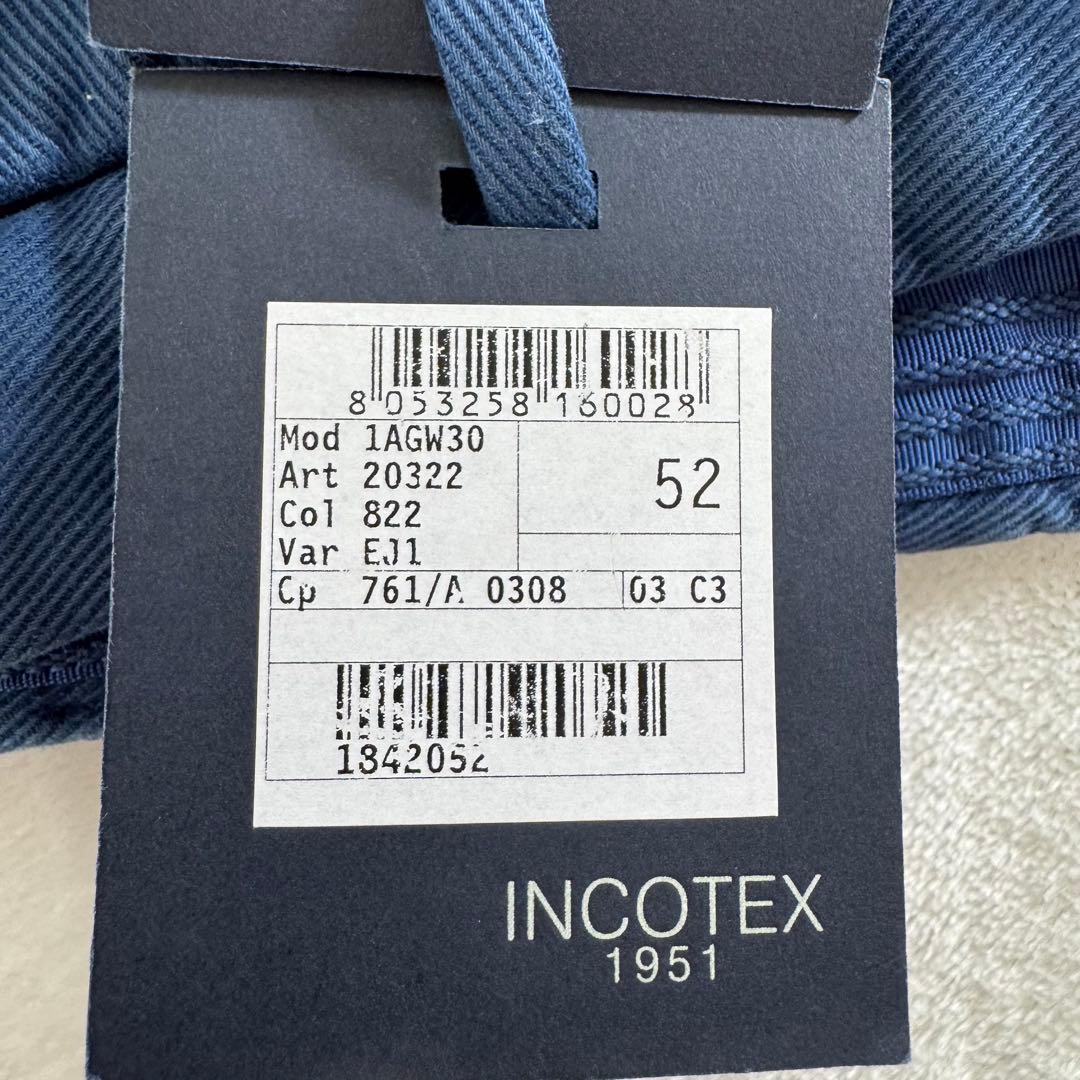 8 053258 160028
Mod 1AGW30
Art 20322
Col 822
Var EJ1
52
Cp 761/A 0308 03 C3
1842052
INCOTEX
1951